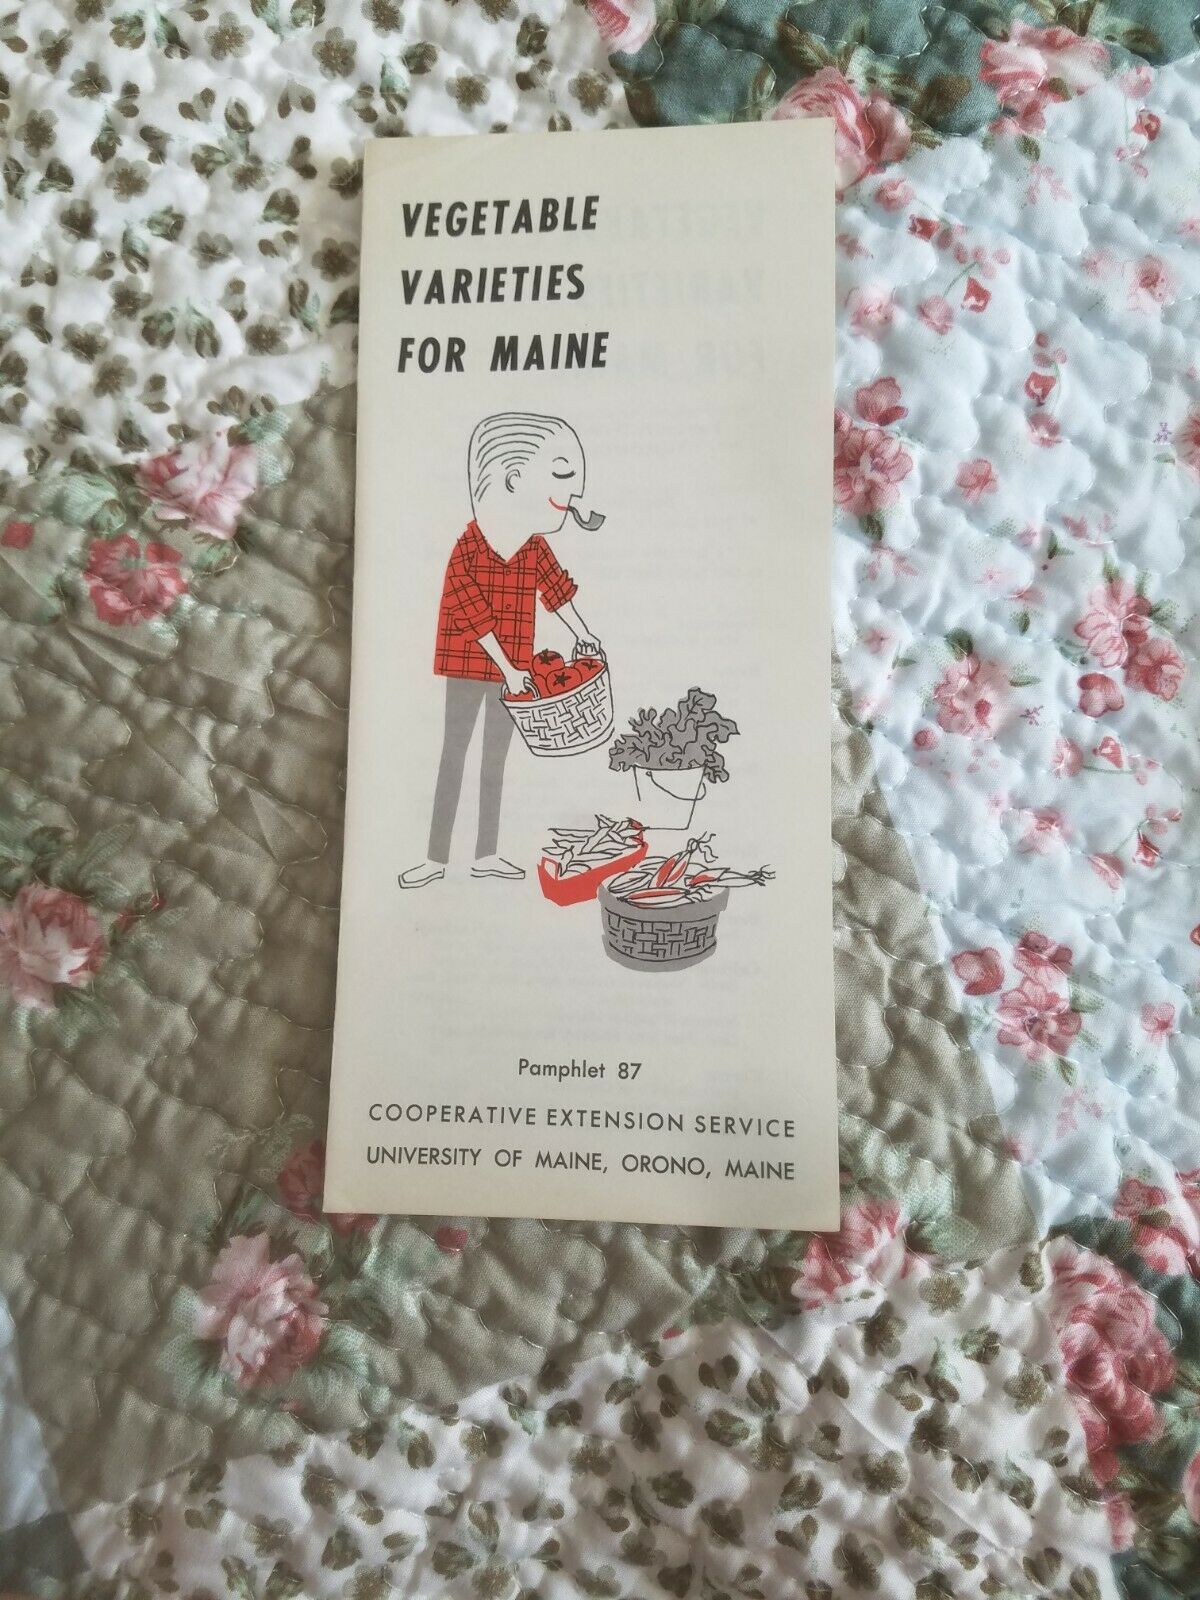 VEGETABLE
VARIETIES
FOR MAINE
Pamphlet 87
COOPERATIVE EXTENSION SERVICE
UNIVERSITY OF MAINE, ORONO, MAINE